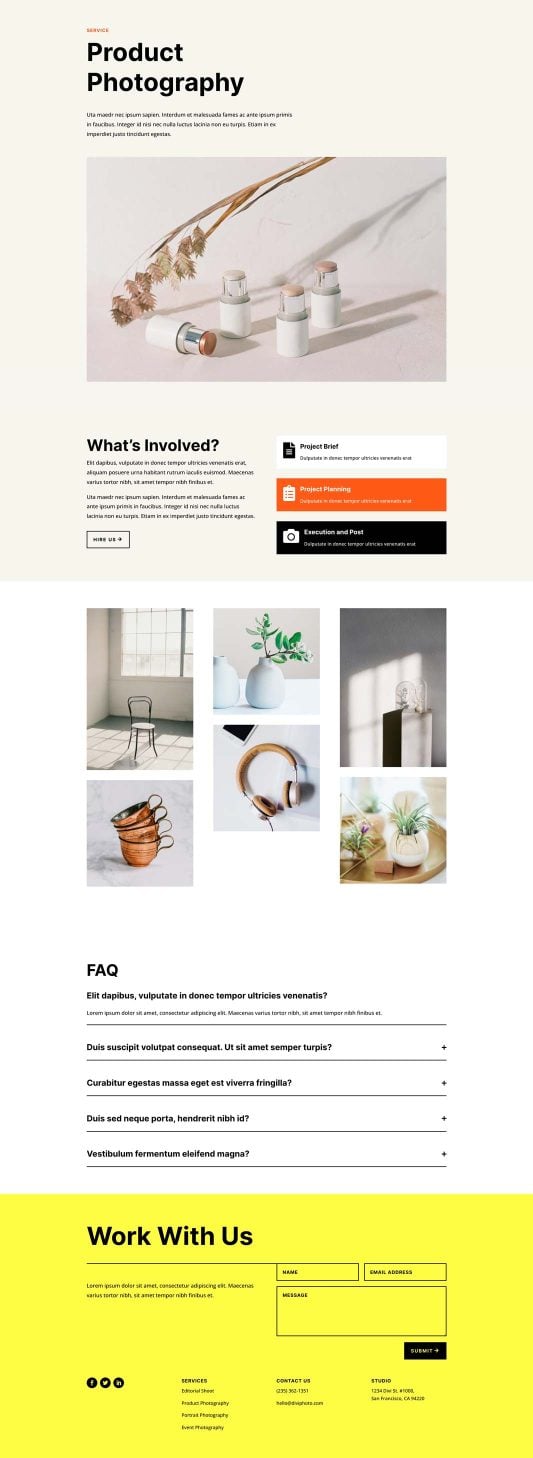 SERVICE
Product
Photography
Uta maedr nec ipsum sapien. Interdum et malesuada fames ac ante ipsum primis
in faucibus. Integer id nisi nec nulla luctus lacinia non eu turpis. Etiam in ex
imperdiet justo tincidunt egestas.
What's Involved?
Elit dapibus, vulputate in donec tempor ultricies venenatis erat,
aliquam posuere urna habitant rutrum iaculis euismod. Maecenas
varius tortor nibh, sit amet tempor nibh finibus et.
Uta maedr nec ipsum sapien. Interdum et malesuada fames ac
ante ipsum primis in faucibus. Integer id nisi nec nulla luctus
lacinia non eu turpis. Etiam in ex imperdiet justo tincidunt egestas.
HIRE US →
Project Brief
Dulputate in donec tempor ultricies venenatis erat
Project Planning
Dulputate in donec tempor ultricies venenatis erat
Execution and Post
Dulputate in donec tempor ultricies venenatis erat
FAQ
Elit dapibus, vulputate in donec tempor ultricies venenatis?
Lorem ipsum dolor sit amet, consectetur adipiscing elit. Maecenas varius tortor nibh, sit amet tempor nibh finibus et.
Duis suscipit volutpat consequat. Ut sit amet semper turpis? +
Curabitur egestas massa eget est viverra fringilla? +
Duis sed neque porta, hendrerit nibh id? +
Vestibulum fermentum eleifend magna? +
Work With Us
Lorem ipsum dolor sit amet, consectetur adipiscing elit. Maecenas
varius tortor nibh, sit amet tempor nibh finibus et.
NAME
EMAIL ADDRESS
MESSAGE
SUBMIT →
SERVICES
Editorial Shoot
Product Photography
Portrait Photography
Event Photography
CONTACT US
(235) 362-1351
hello@diviphoto.com
STUDIO
1234 Divi St. #1000,
San Francisco, CA 94220